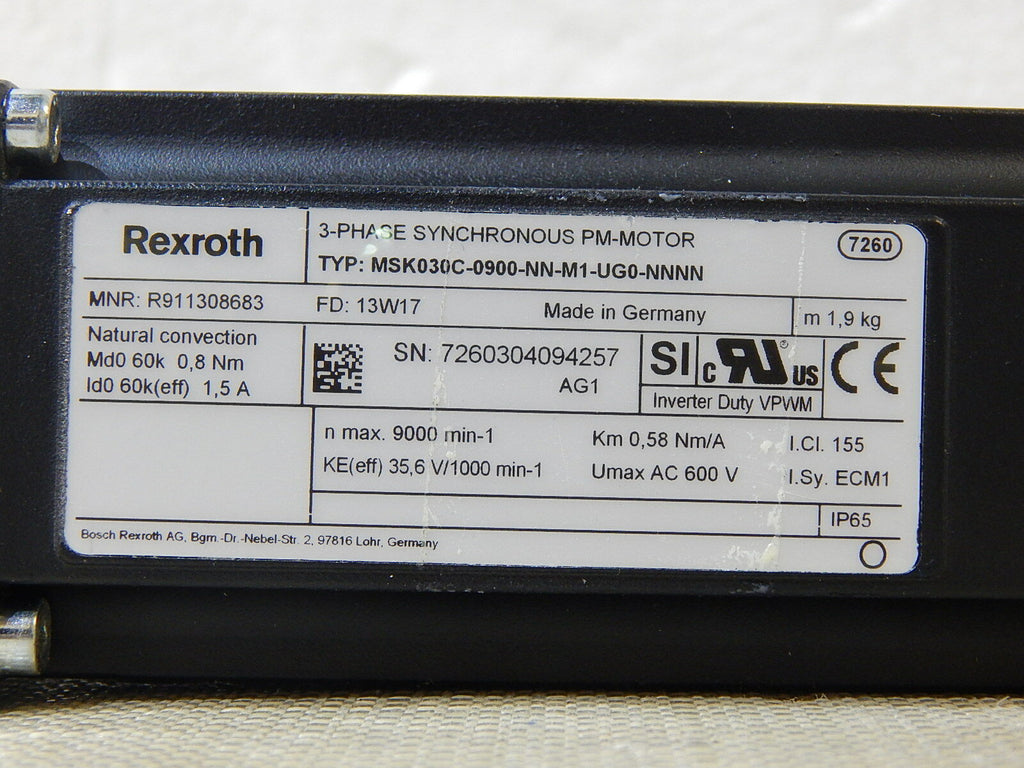 Rexroth
3-PHASE SYNCHRONOUS PM-MOTOR
7260
TYP: MSK030C-0900-NN-M1-UG0-NNNN
MNR: R911308683
FD: 13W17
Made in Germany
m 1,9 kg
Natural convection
Md0 60k 0,8 Nm
Id0 60k(eff) 1,5 A
SN: 7260304094257
AG1
SI
c RU® US
Inverter Duty VPWM
CE
n max. 9000 min-1
Km 0,58 Nm/A
I.Cl. 155
KE(eff) 35,6 V/1000 min-1
Umax AC 600 V
I.Sy. ECM1
IP65
Bosch Rexroth AG, Bgm.-Dr.-Nebel-Str. 2, 97816 Lohr, Germany